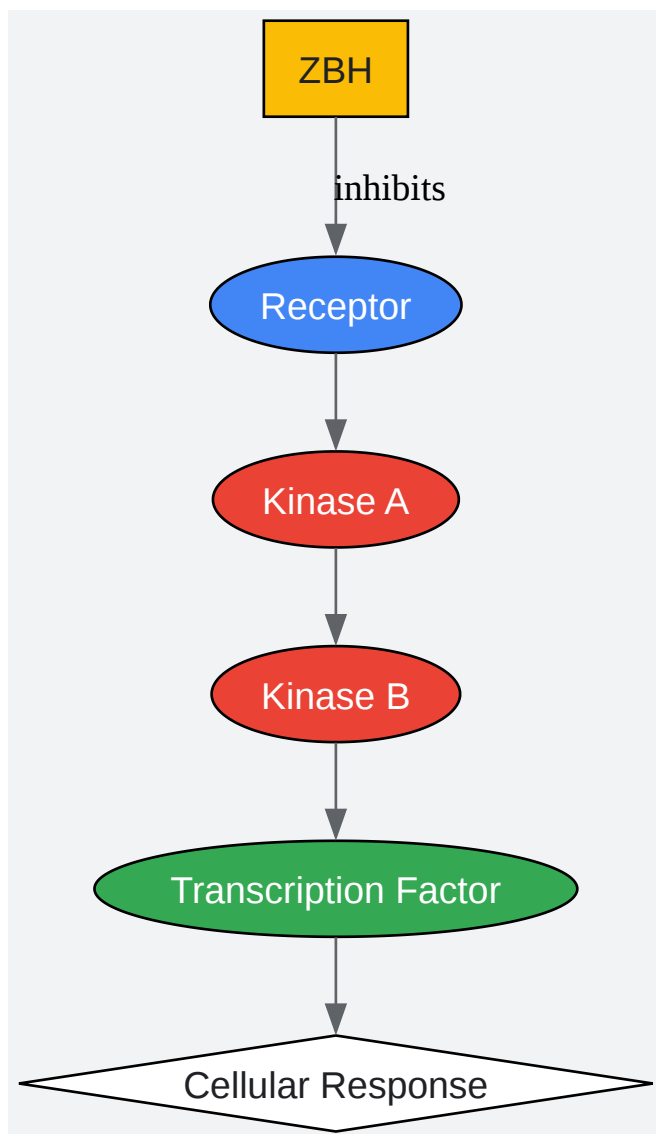 ZBH
inhibits
Receptor
Kinase A
Kinase B
Transcription Factor
Cellular Response